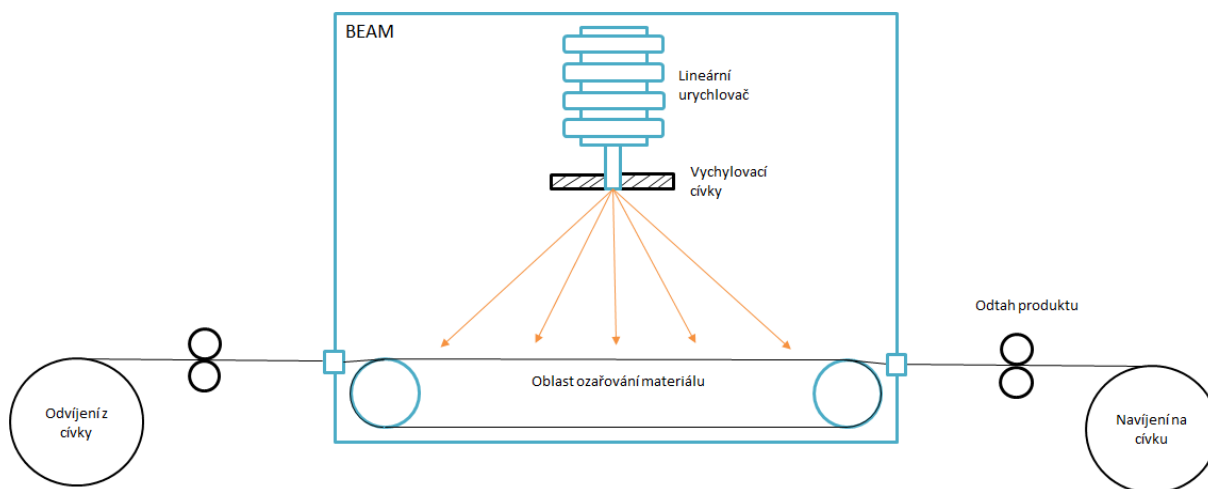 BEAM
Lineární
urychlovač
Vychylovací
cívky
Odtah produktu
Oblast ozařování materiálu
Odvíjení z
cívky
Navíjení na
cívku